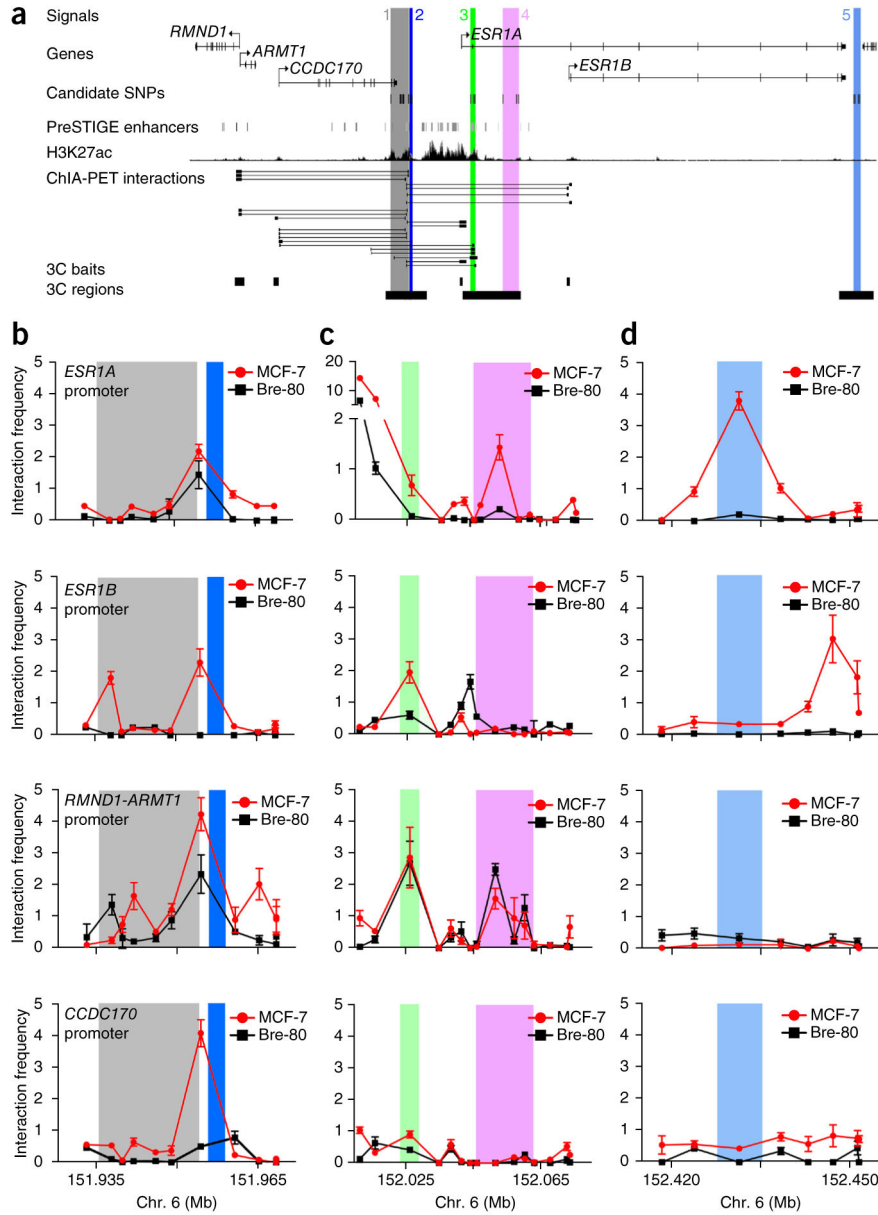 a
Signals
1 2 3 4 5
RMND1
ESR1A
Genes
ARMT1
CCDC170
ESR1B
Candidate SNPs
PreSTIGE enhancers
H3K27ac
ChIA-PET interactions
3C baits
3C regions
b
c
d
5
4
3
2
1
0
Interaction frequency
ESR1A
promoter
MCF-7
Bre-80
20
10
2
1
0
MCF-7
Bre-80
5
4
3
2
1
0
MCF-7
Bre-80
5
4
3
2
1
0
Interaction frequency
ESR1B
promoter
MCF-7
Bre-80
5
4
3
2
1
0
MCF-7
Bre-80
5
4
3
2
1
0
MCF-7
Bre-80
5
4
3
2
1
0
Interaction frequency
RMND1-ARMT1
promoter
MCF-7
Bre-80
5
4
3
2
1
0
MCF-7
Bre-80
5
4
3
2
1
0
MCF-7
Bre-80
5
4
3
2
1
0
Interaction frequency
CCDC170
promoter
MCF-7
Bre-80
151.935
151.965
Chr. 6 (Mb)
5
4
3
2
1
0
MCF-7
Bre-80
152.025
152.065
Chr. 6 (Mb)
5
4
3
2
1
0
MCF-7
Bre-80
152.420
152.450
Chr. 6 (Mb)